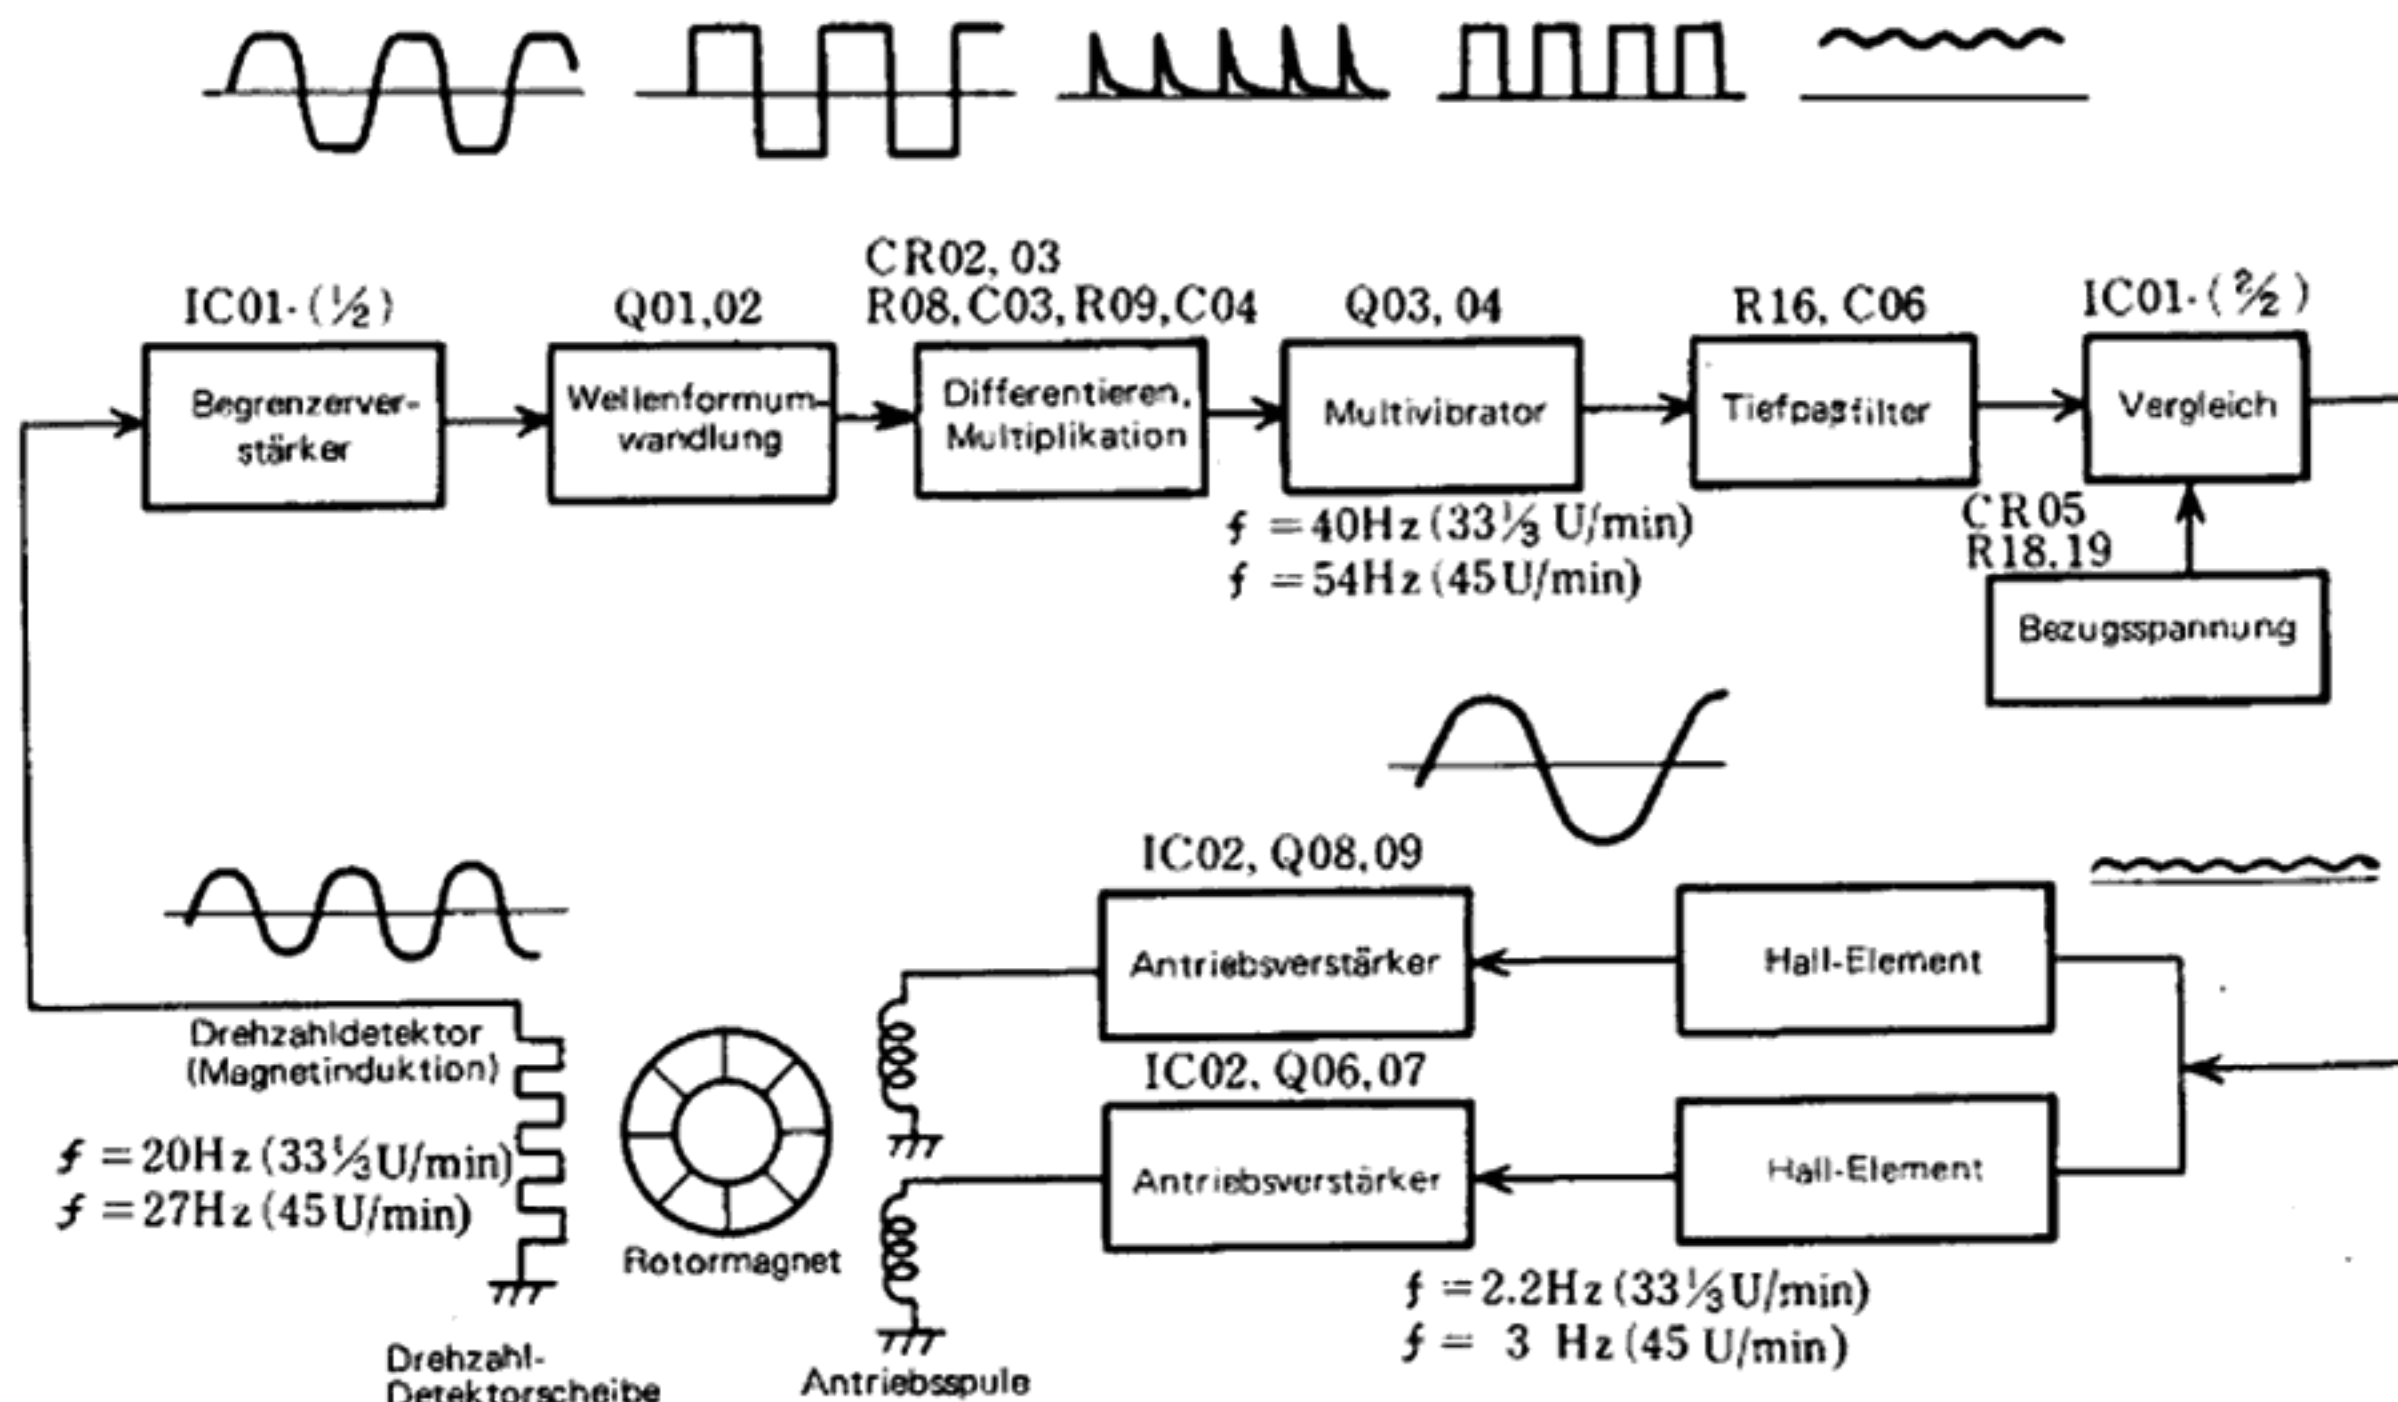 CR02, 03
IC01·(½)
Q01,02
R08, C03, R09, C04
Q03, 04
R16, C06
IC01·(2/2)
Begrenzerver-
stärker
Wellenformum-
wandlung
Differentieren,
Multiplikation
Multivibrator
Tiefpaßfilter
Vergleich
f = 40Hz (33⅓ U/min)
f = 54Hz (45 U/min)
CR05
R18,19
Bezugsspannung
IC02, Q08,09
Antriebsverstärker
Hall-Element
Drehzahldetektor
(Magnetinduktion)
f = 20Hz (33⅓ U/min)
f = 27Hz (45 U/min)
Rotormagnet
IC02, Q06,07
Antriebsverstärker
Hall-Element
f = 2.2Hz (33⅓ U/min)
f = 3 Hz (45 U/min)
Drehzahl-
Detektorscheibe
Antriebsspule